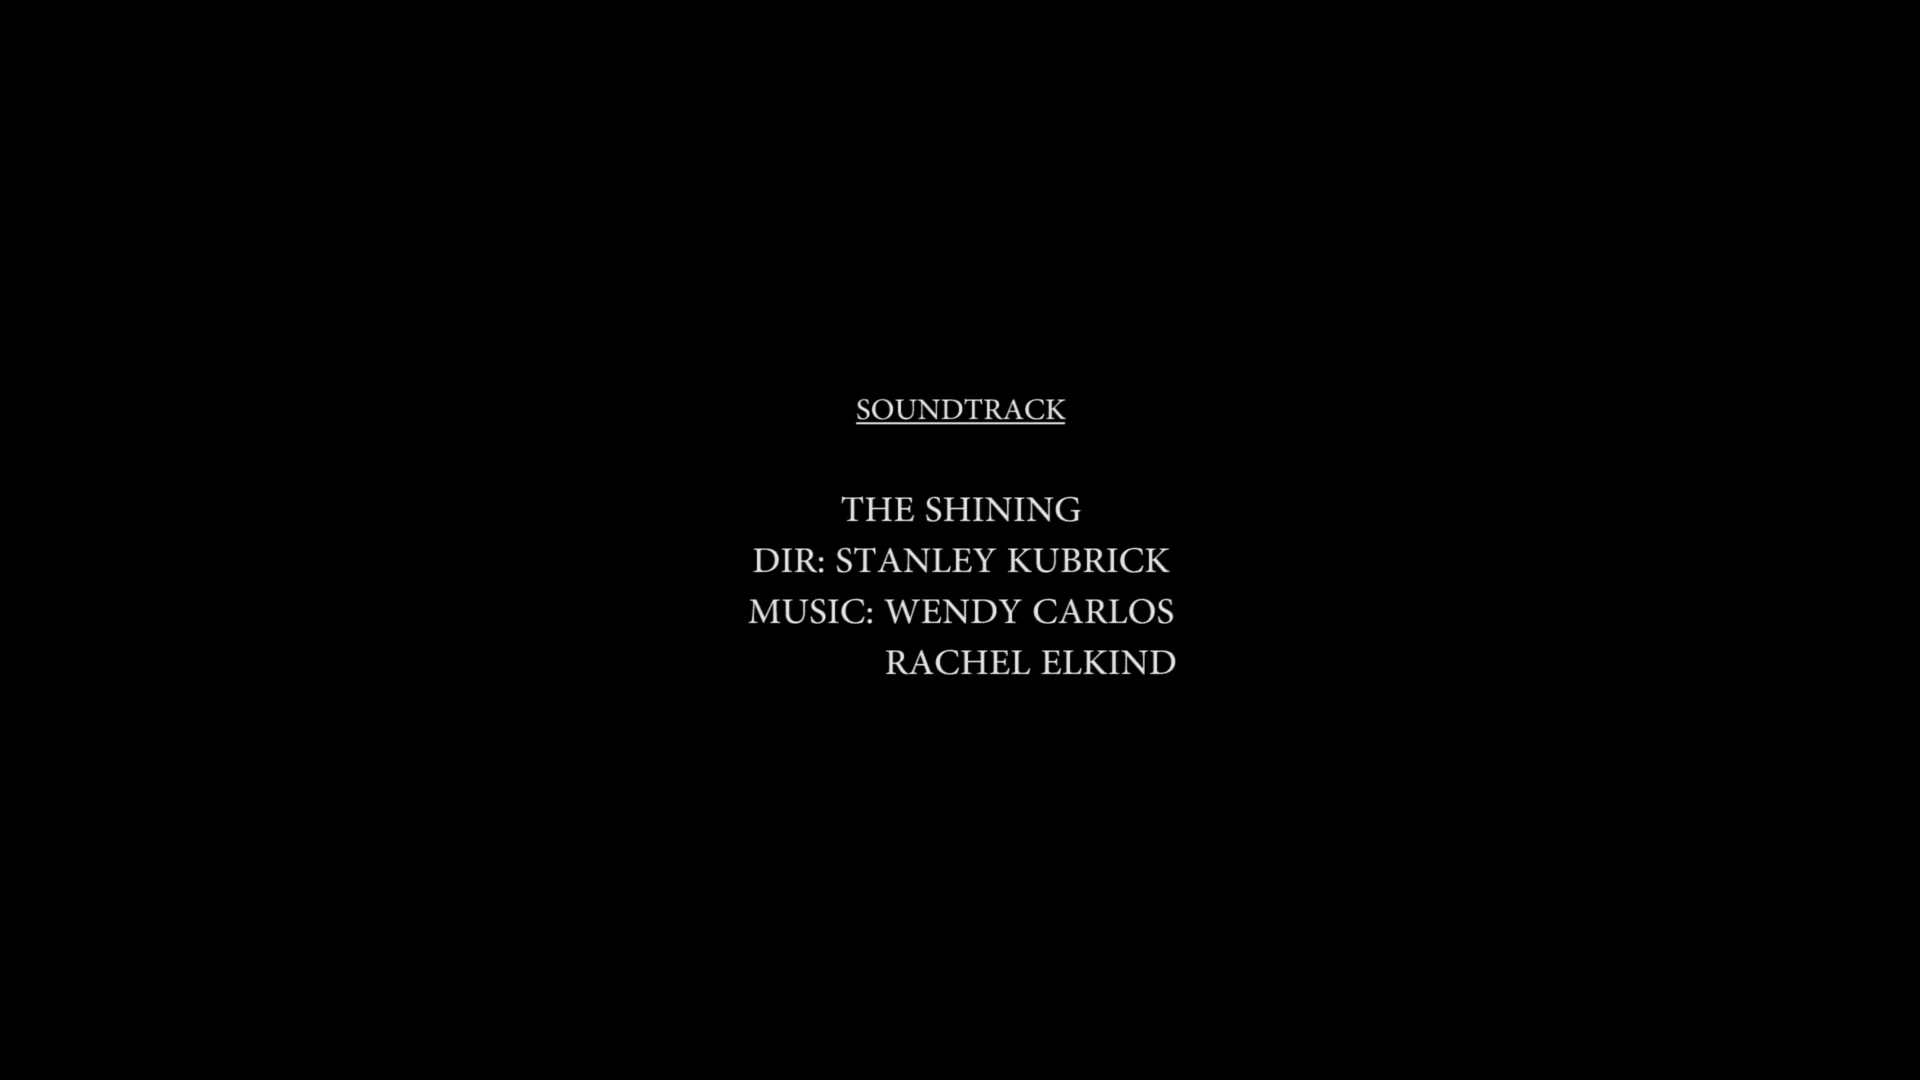 SOUNDTRACK
THE SHINING
DIR: STANLEY KUBRICK
MUSIC: WENDY CARLOS
RACHEL ELKIND